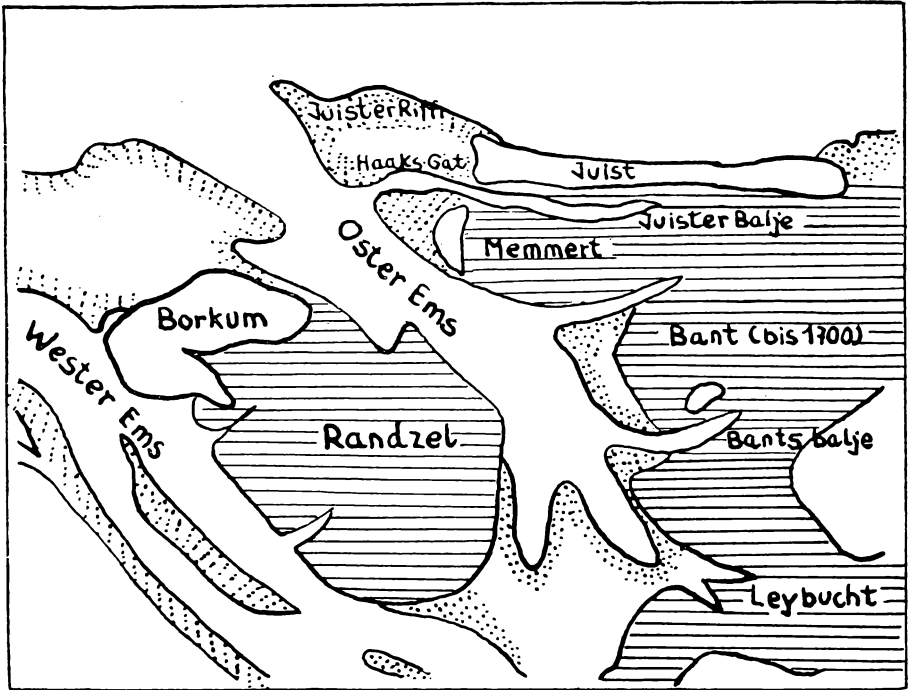 Juister Riff
Haaks Gat
Juist
Juister Balje
Memmert
Oster Ems
Borkum
Bant (bis 1700)
Wester Ems
Randzel
Bants balje
Leybucht